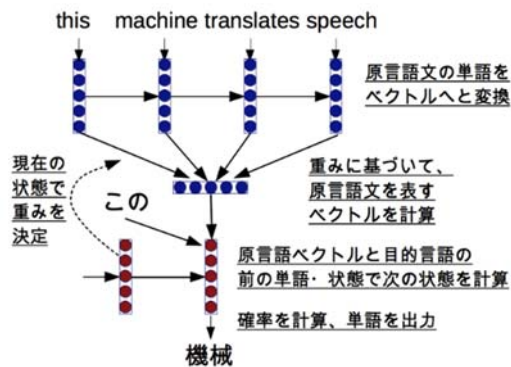 this machine translates speech
原言語文の単語を
ベクトルへと変換
現在の
状態で
重みを
決定
重みに基づいて、
原言語文を表す
ベクトルを計算
この
原言語ベクトルと目的言語の
前の単語・状態で次の状態を計算
確率を計算、単語を出力
機械